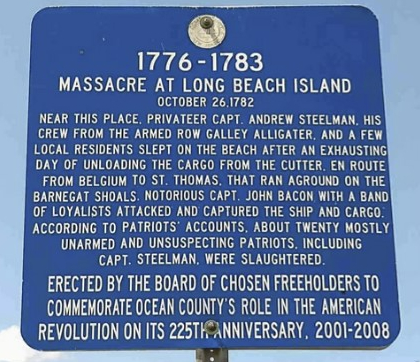 1776-1783
MASSACRE AT LONG BEACH ISLAND
OCTOBER 26,1782
NEAR THIS PLACE, PRIVATEER CAPT. ANDREW STEELMAN, HIS
CREW FROM THE ARMED ROW GALLEY ALLIGATER, AND A FEW
LOCAL RESIDENTS SLEPT ON THE BEACH AFTER AN EXHAUSTING
DAY OF UNLOADING THE CARGO FROM THE CUTTER, EN ROUTE
FROM BELGIUM TO ST. THOMAS, THAT RAN AGROUND ON THE
BARNEGAT SHOALS. NOTORIOUS CAPT. JOHN BACON WITH A BAND
OF LOYALISTS ATTACKED AND CAPTURED THE SHIP AND CARGO.
ACCORDING TO PATRIOTS' ACCOUNTS, ABOUT TWENTY MOSTLY
UNARMED AND UNSUSPECTING PATRIOTS, INCLUDING
CAPT. STEELMAN, WERE SLAUGHTERED.
ERECTED BY THE BOARD OF CHOSEN FREEHOLDERS TO
COMMEMORATE OCEAN COUNTY'S ROLE IN THE AMERICAN
REVOLUTION ON ITS 225TH ANNIVERSARY, 2001-2008